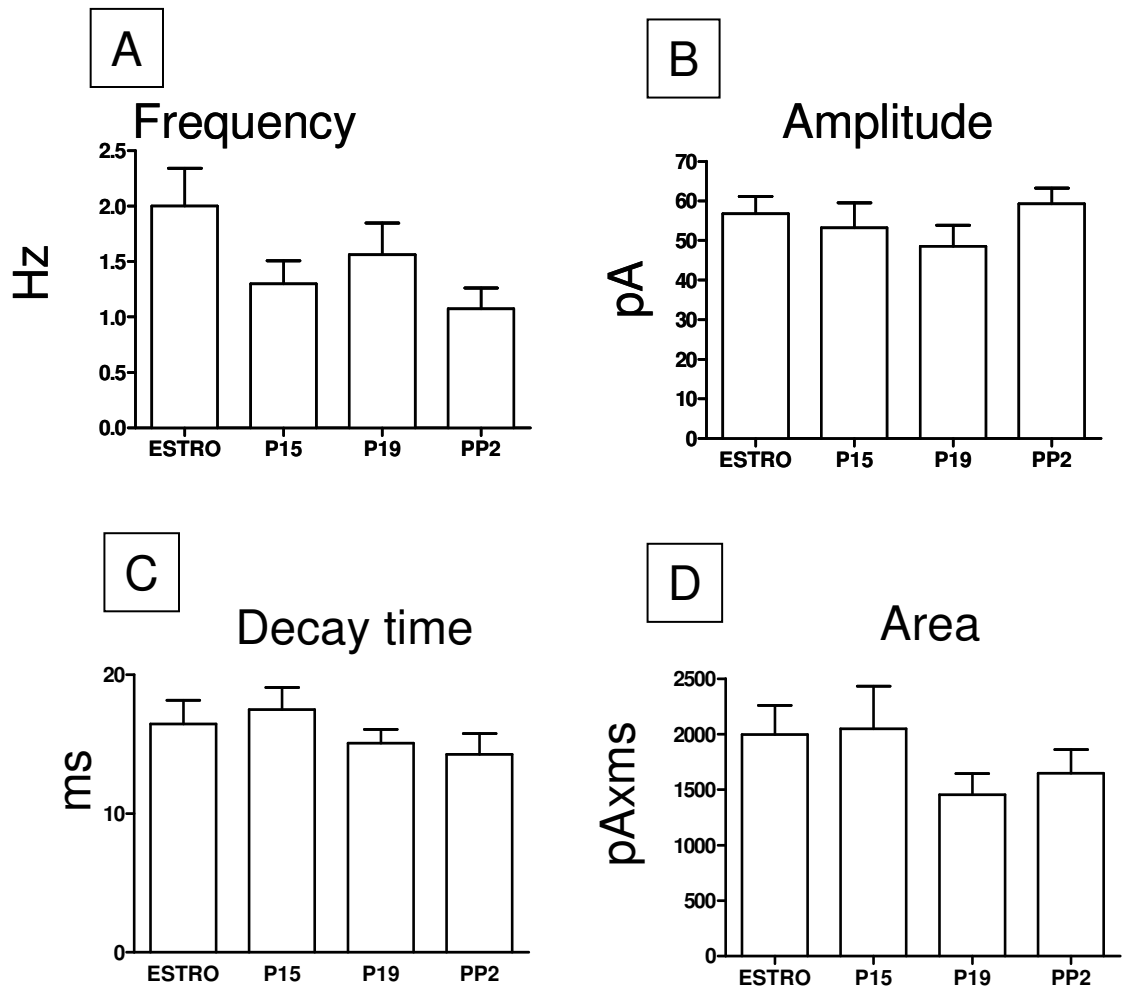 A
Frequency
Hz
2.5
2.0
1.5
1.0
0.5
0.0
ESTRO P15 P19 PP2
B
Amplitude
pA
70
60
50
40
30
20
10
0
ESTRO P15 P19 PP2
C
Decay time
ms
20
10
0
ESTRO P15 P19 PP2
D
Area
pAxms
2500
2000
1500
1000
500
0
ESTRO P15 P19 PP2